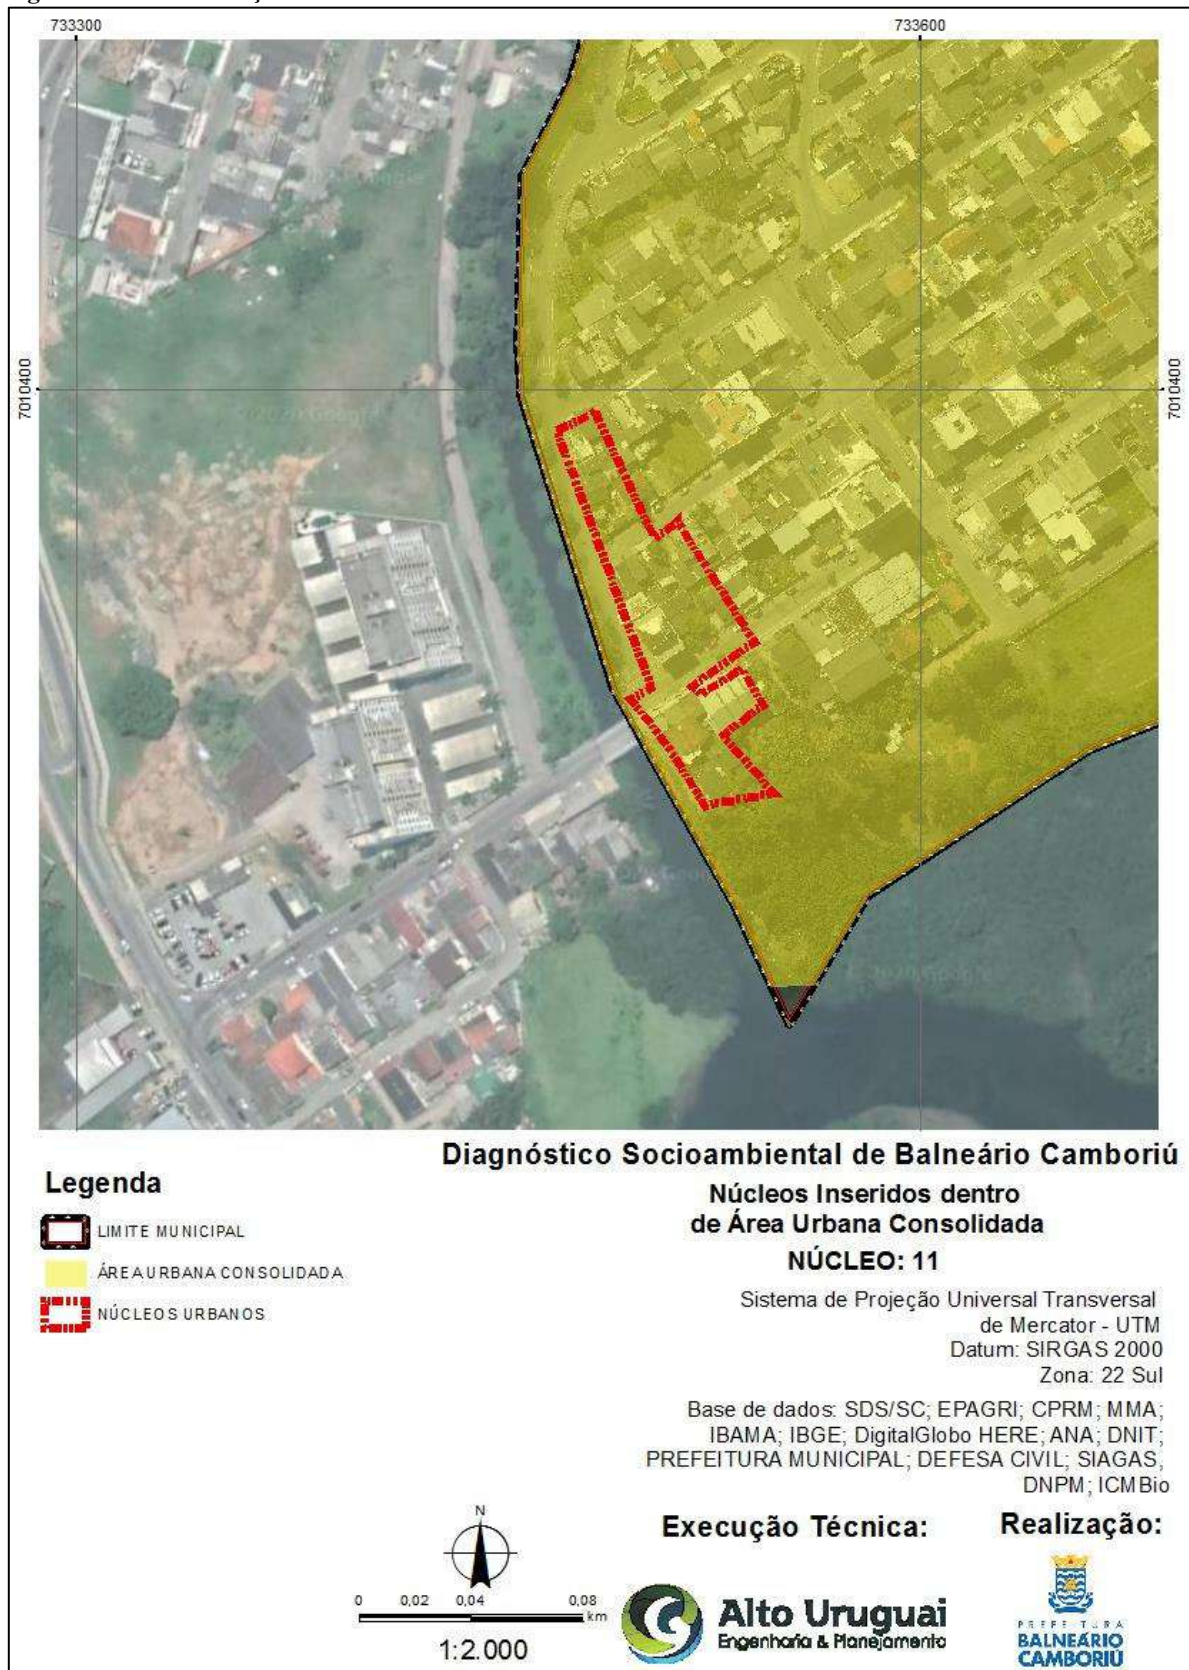 733300
733600
7010400
7010400
Diagnóstico Socioambiental de Balneário Camboriú
Núcleos Inseridos dentro
de Área Urbana Consolidada
NÚCLEO: 11
Legenda
LIMITE MUNICIPAL
ÁREA URBANA CONSOLIDADA
NÚCLEOS URBANOS
Sistema de Projeção Universal Transversal
de Mercator - UTM
Datum: SIRGAS 2000
Zona: 22 Sul
Base de dados: SDS/SC; EPAGRI; CPRM; MMA;
IBAMA; IBGE; DigitalGlobo HERE; ANA; DNIT;
PREFEITURA MUNICIPAL; DEFESA CIVIL; SIAGAS,
DNPM; ICMBio
N
0 0,02 0,04 0,08
km
1:2.000
Execução Técnica:
Alto Uruguai
Engenharia & Planejamento
Realização:
PREFEITURA
BALNEÁRIO
CAMBORIÚ